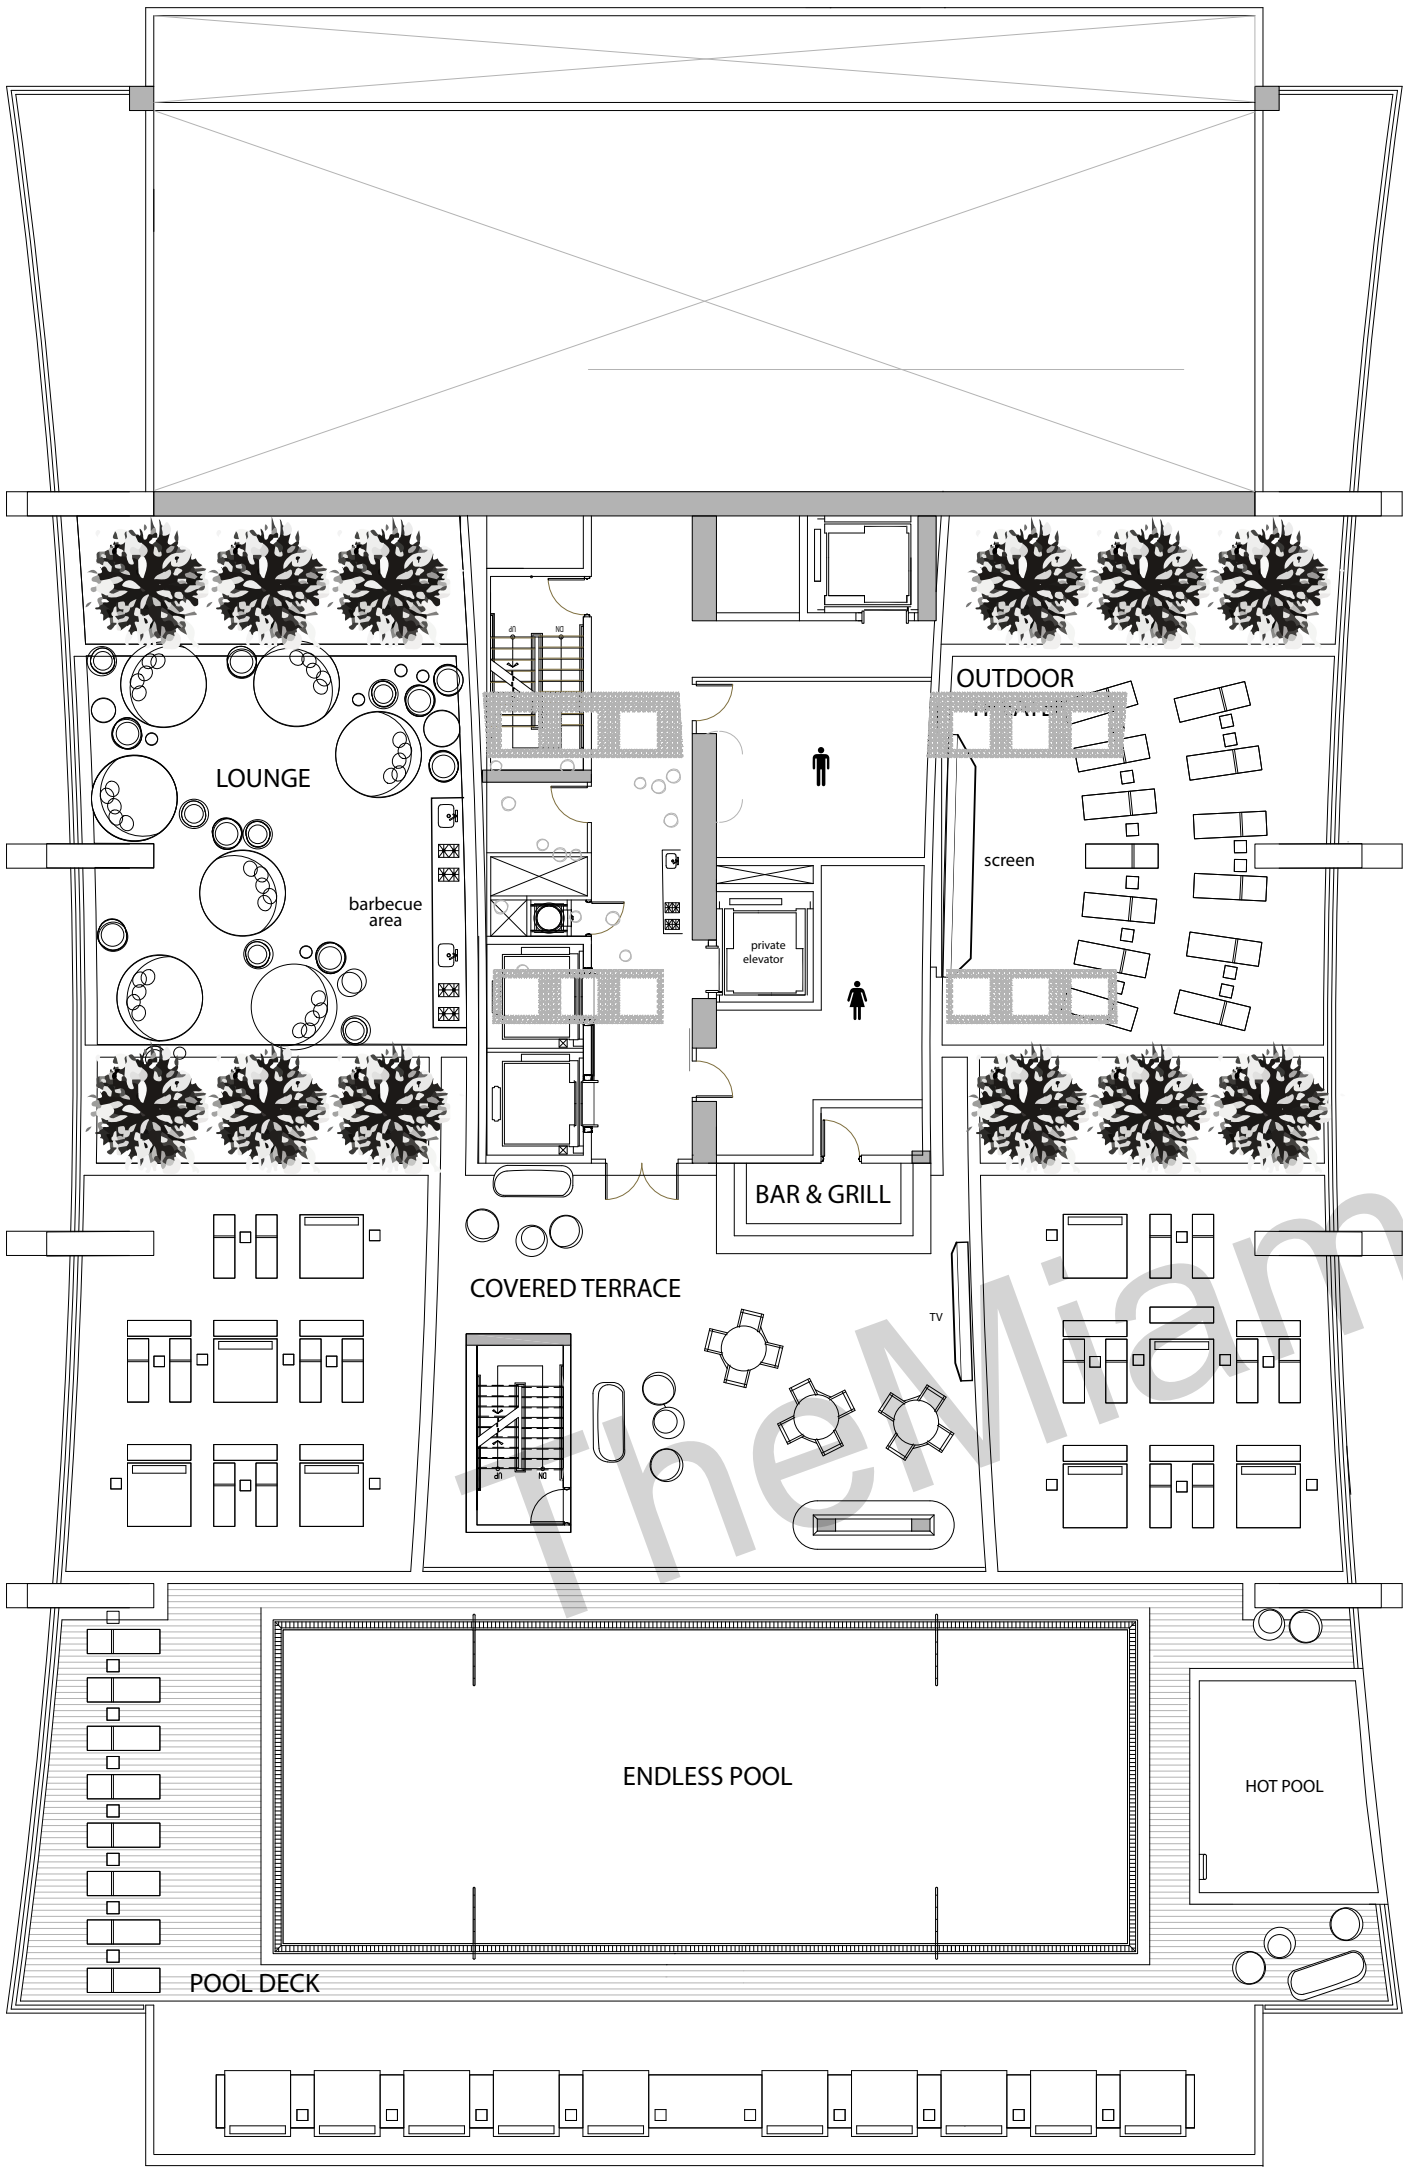 UP
DN
OUTDOOR
LOUNGE
screen
barbecue
area
private
elevator
BAR & GRILL
COVERED TERRACE
TV
UP
DN
TheMiam
ENDLESS POOL
HOT POOL
POOL DECK